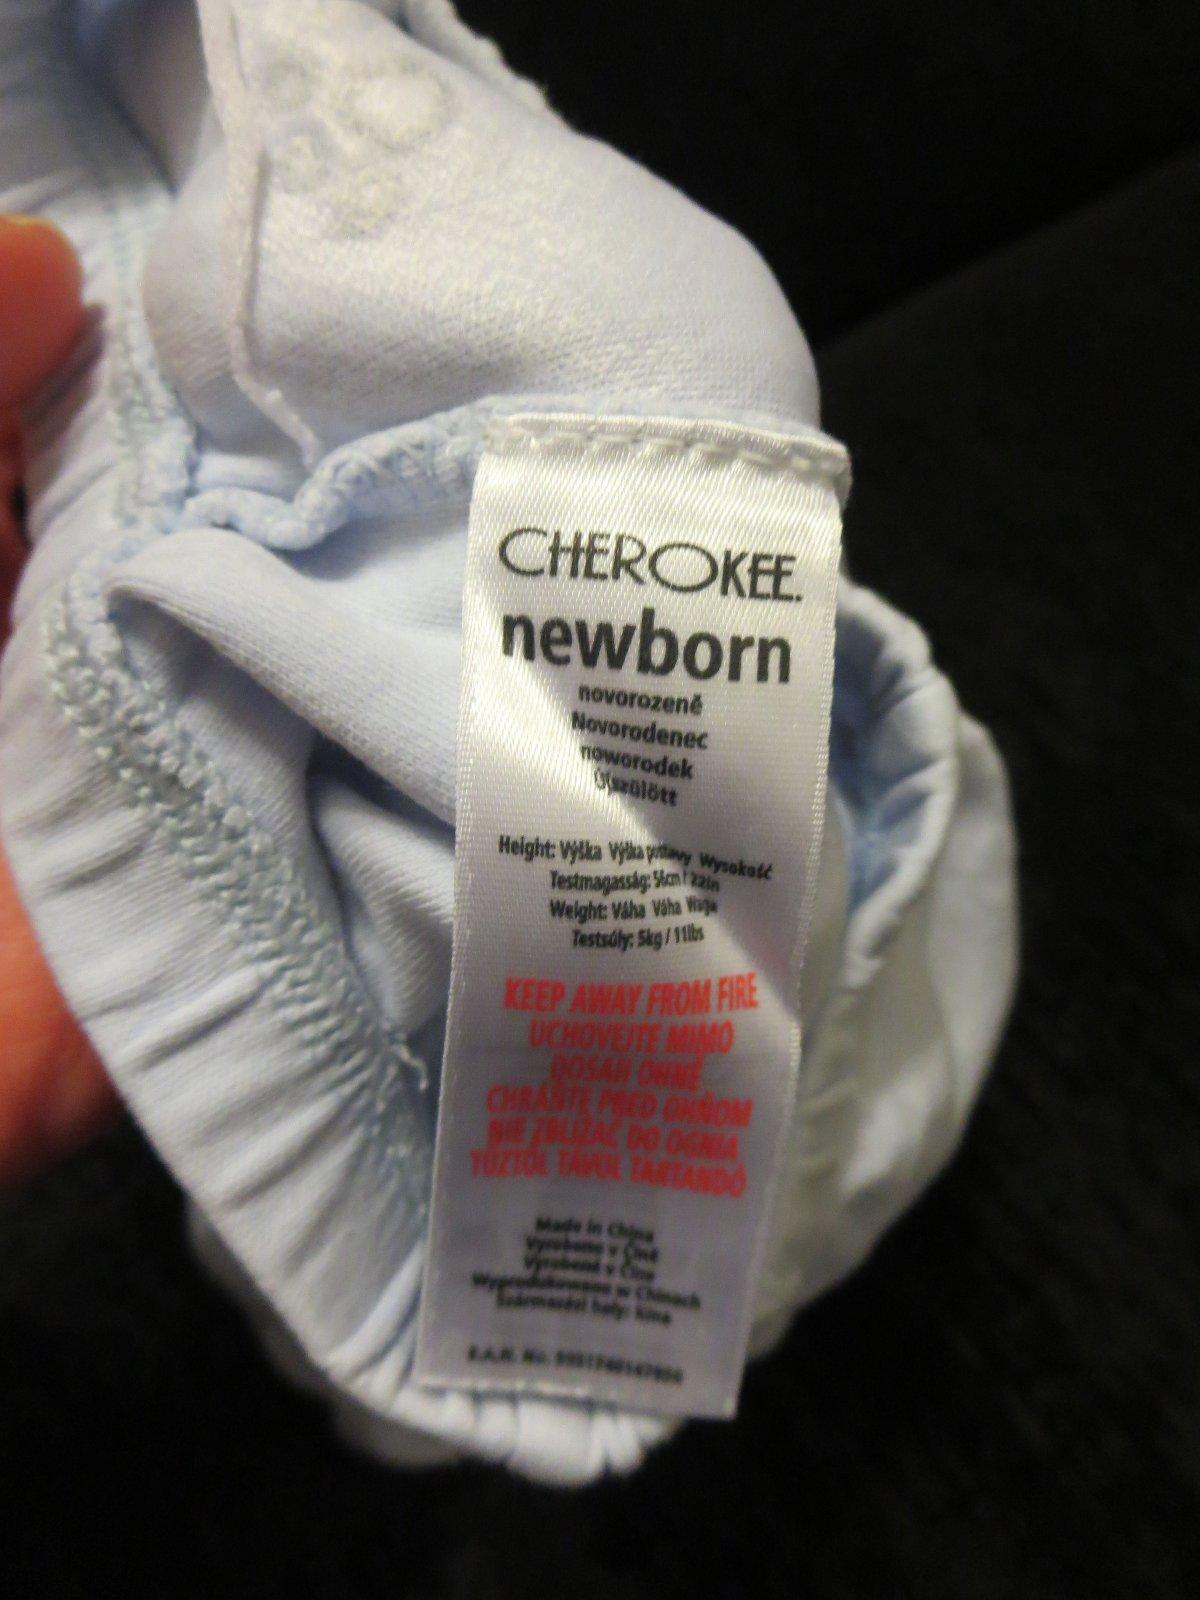 CHEROKEE.
newborn
novorozeně
Novorodenec
noworodek
Újszülött
Height: Výška Výška postavy Wysokość
Testmagasság: 56cm / 22in
Weight: Váha Váha Waga
Testsúly: 5kg / 11lbs
KEEP AWAY FROM FIRE
UCHOVEJTE MIMO
DOSAH OHNĚ
CHRÁŇTE PRED OHŇOM
NIE ZBLIŻAĆ DO OGNIA
TŰZTŐL TÁVOL TARTANDÓ
Made in China
Vyrobeno v Číně
Vyrobené v Číne
Wyprodukowano w Chinach
Származási hely: Kína
E.A.N. No.